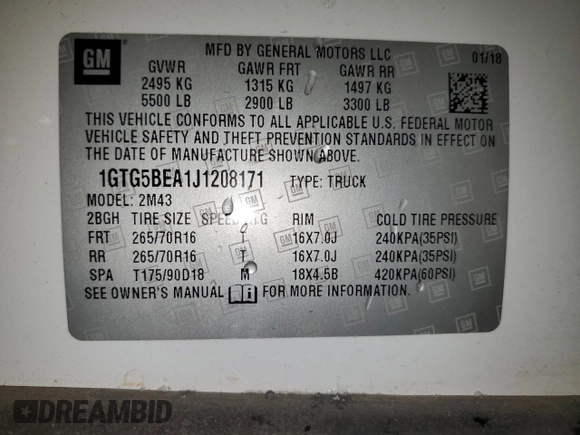 GM
MFD BY GENERAL MOTORS LLC 01/18
GVWR GAWR FRT GAWR RR
2495 KG 1315 KG 1497 KG
5500 LB 2900 LB 3300 LB
THIS VEHICLE CONFORMS TO ALL APPLICABLE U.S. FEDERAL MOTOR
VEHICLE SAFETY AND THEFT PREVENTION STANDARDS IN EFFECT ON
THE DATE OF MANUFACTURE SHOWN ABOVE.
1GTG5BEA1J1208171 TYPE: TRUCK
MODEL: 2M43
2BGH TIRE SIZE SPEED RIM COLD TIRE PRESSURE
FRT 265/70R16 16X7.0J 240KPA(35PSI)
RR 265/70R16 T 16X7.0J 240KPA(35PSI)
SPA T175/90D18 M 18X4.5B 420KPA(60PSI)
SEE OWNER'S MANUAL FOR MORE INFORMATION.
DREAMBID